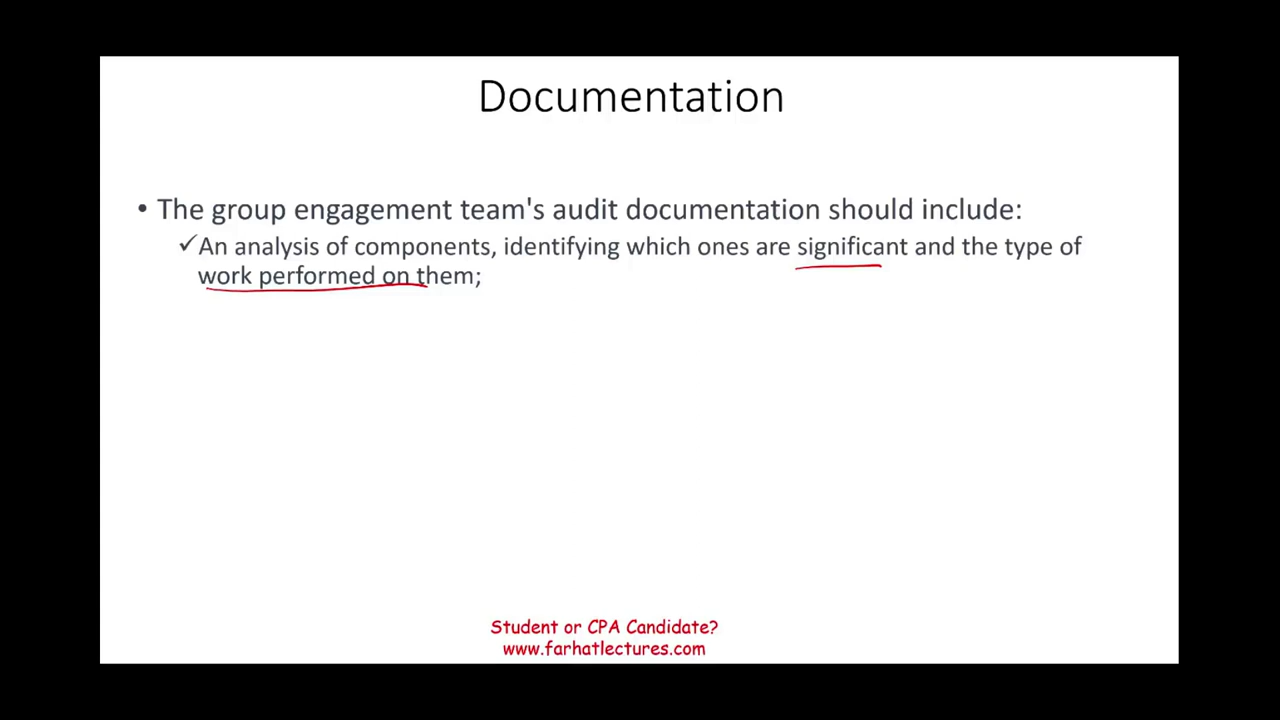 Documentation
• The group engagement team's audit documentation should include:
✓An analysis of components, identifying which ones are significant and the type of
work performed on them;
Student or CPA Candidate?
www.farhatlectures.com